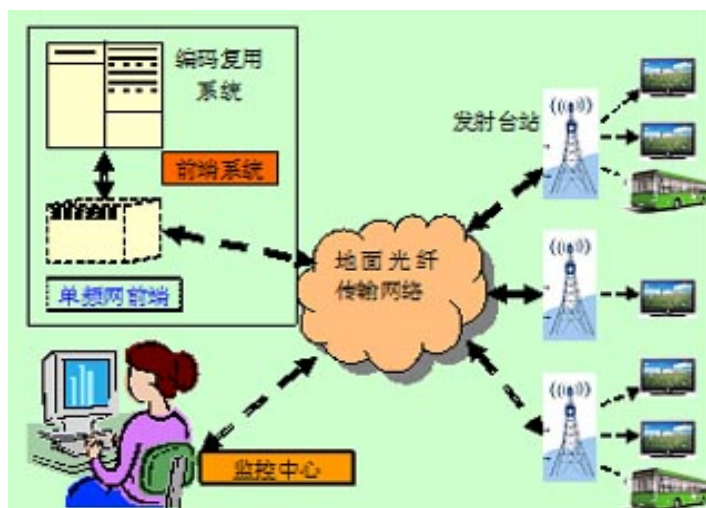 编码复用
系统
前端系统
单频网前端
发射台站
地面光纤
传输网络
监控中心